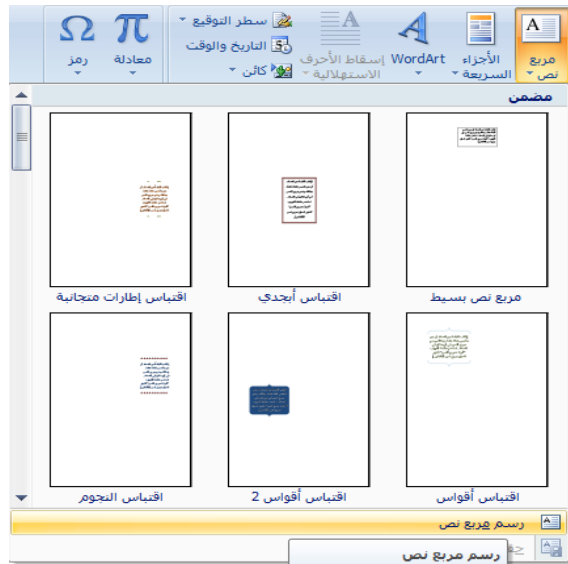 مربع نص
الأجزاء السريعة
WordArt
إسقاط الأحرف الاستهلالية
سطر التوقيع
التاريخ والوقت
كائن
معادلة
رمز
مضمن
مربع نص بسيط
اقتباس أبجدي
اقتباس إطارات متجانبة
اقتباس أقواس
اقتباس أقواس 2
اقتباس النجوم
رسم مربع نص
رسم مربع نص